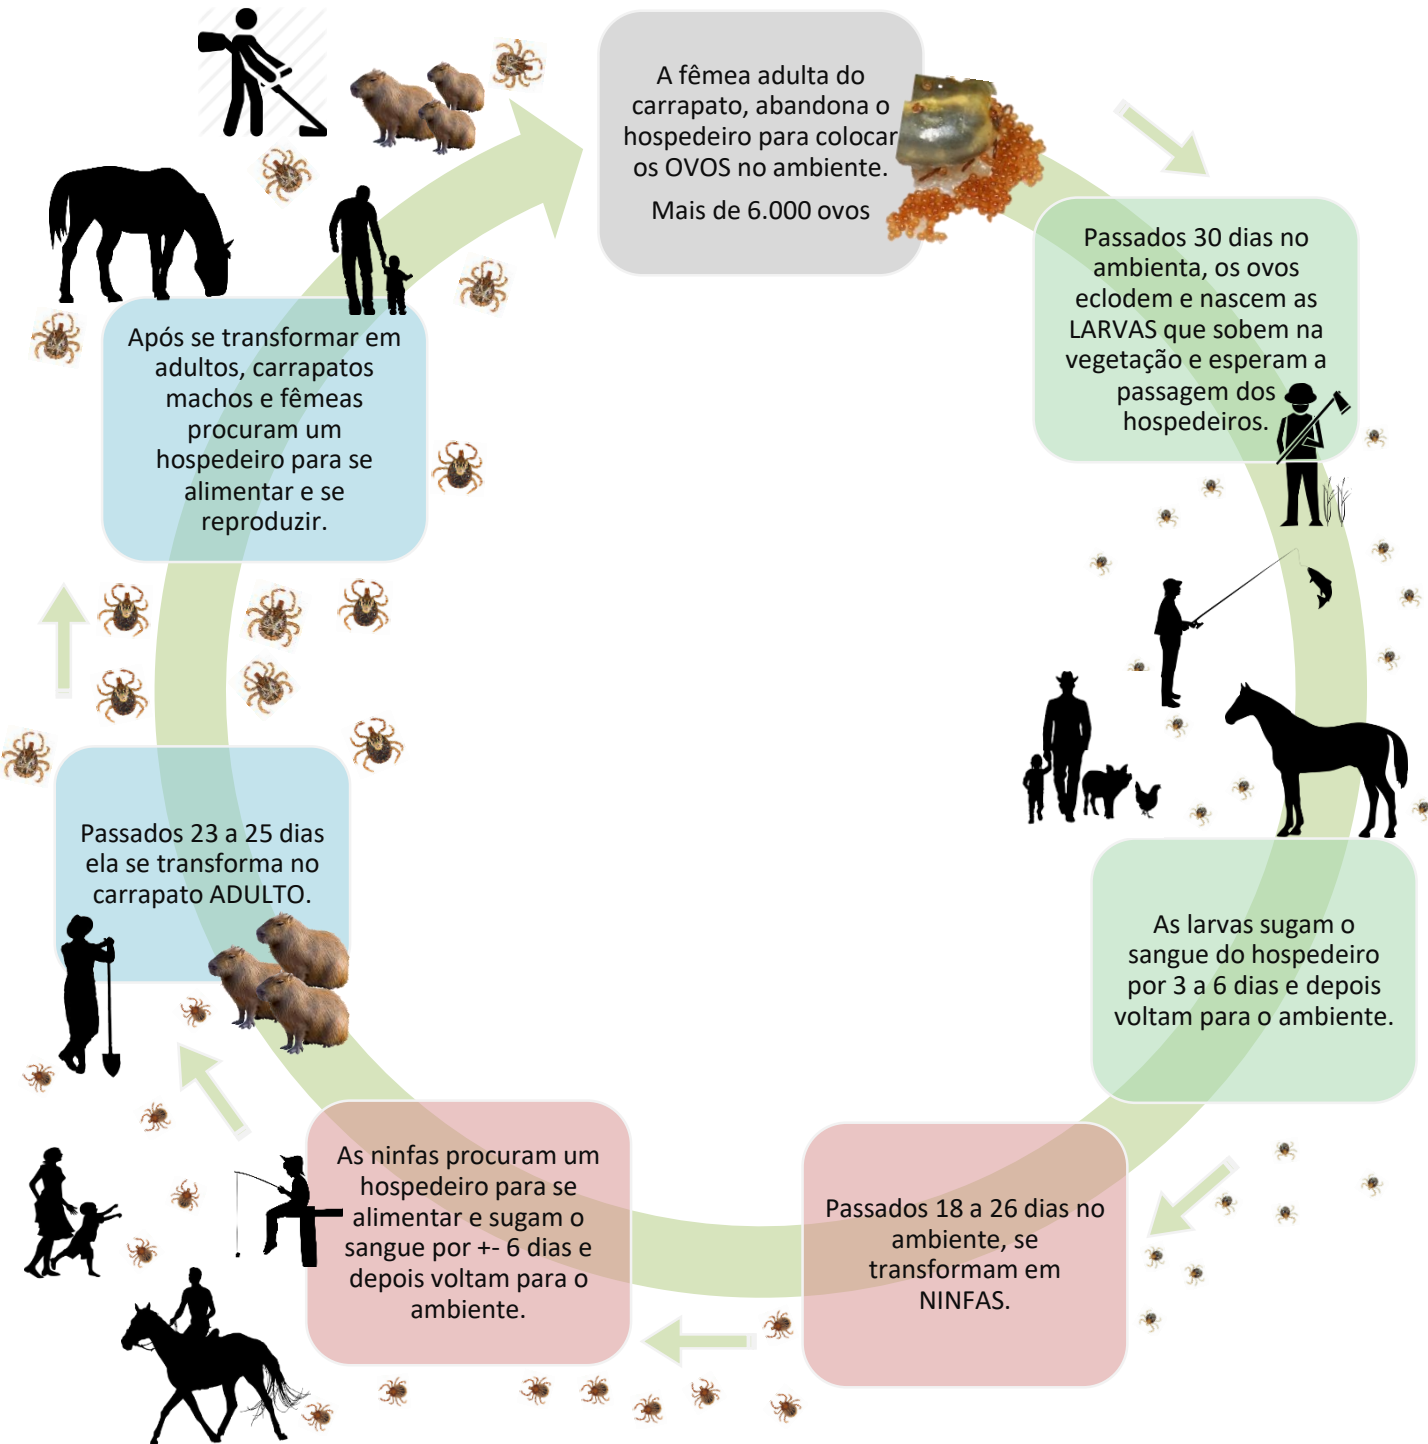 A fêmea adulta do
carrapato, abandona o
hospedeiro para colocar
os OVOS no ambiente.
Mais de 6.000 ovos
Passados 30 dias no
ambienta, os ovos
eclodem e nascem as
LARVAS que sobem na
vegetação e esperam a
passagem dos
hospedeiros.
As larvas sugam o
sangue do hospedeiro
por 3 a 6 dias e depois
voltam para o ambiente.
Passados 18 a 26 dias no
ambiente, se
transformam em
NINFAS.
As ninfas procuram um
hospedeiro para se
alimentar e sugam o
sangue por +- 6 dias e
depois voltam para o
ambiente.
Passados 23 a 25 dias
ela se transforma no
carrapato ADULTO.
Após se transformar em
adultos, carrapatos
machos e fêmeas
procuram um
hospedeiro para se
alimentar e se
reproduzir.